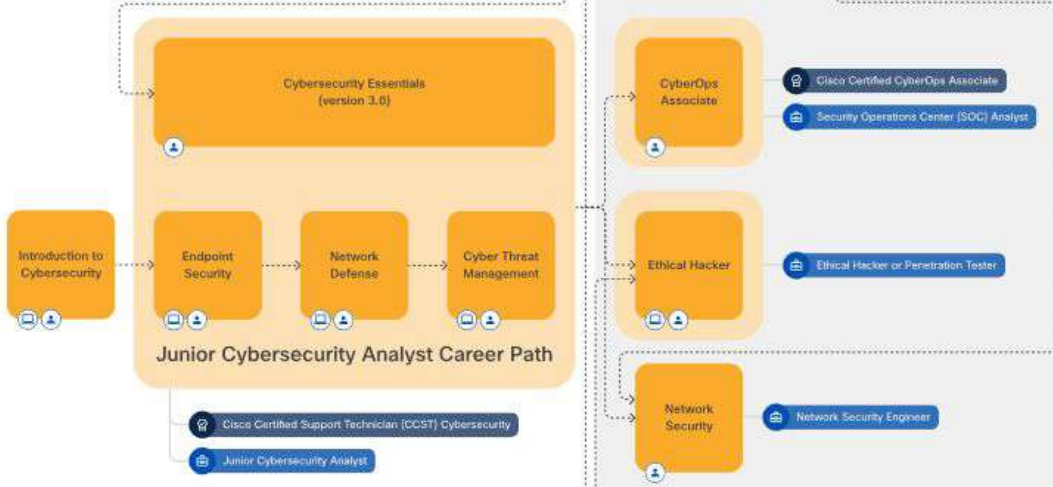 Cybersecurity Essentials
(version 3.0)
CyberOps
Associate
Cisco Certified CyberOps Associate
Security Operations Center (SOC) Analyst
Introduction to
Cybersecurity
Endpoint
Security
Network
Defense
Cyber Threat
Management
Ethical Hacker
Ethical Hacker or Penetration Tester
Junior Cybersecurity Analyst Career Path
Cisco Certified Support Technician (CCST) Cybersecurity
Junior Cybersecurity Analyst
Network
Security
Network Security Engineer